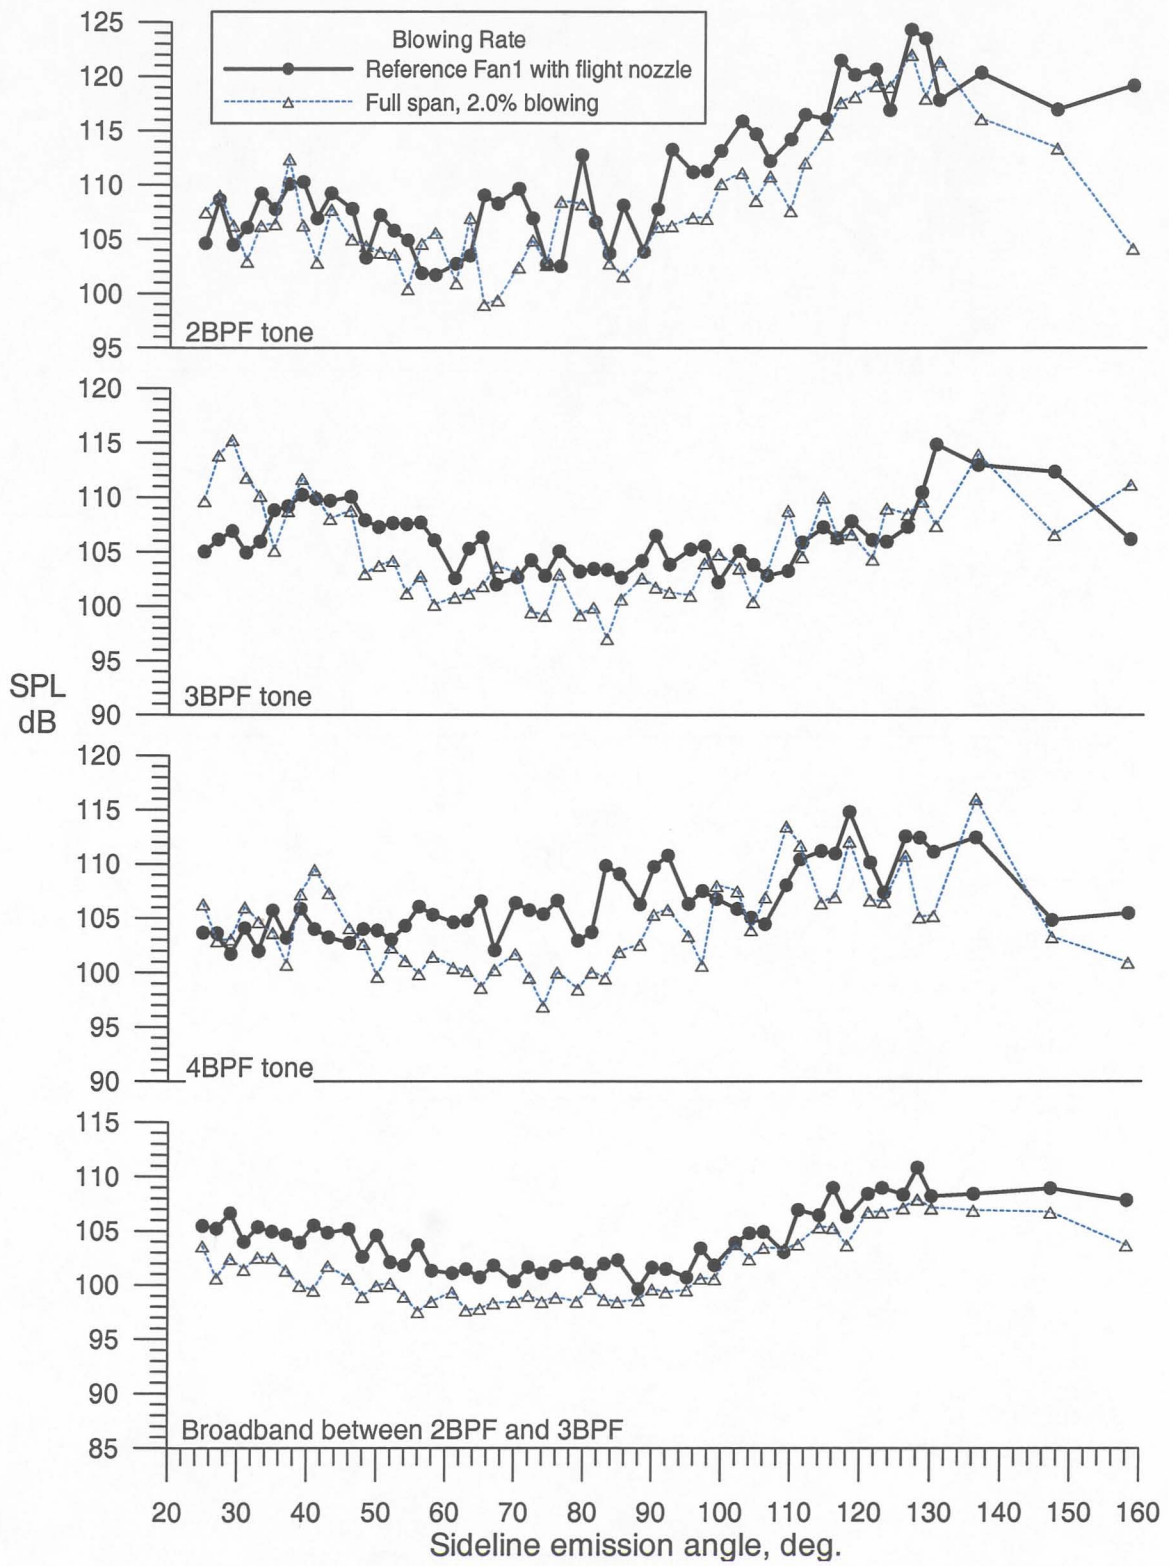 125
120
115
110
105
100
95
Blowing Rate
Reference Fan1 with flight nozzle
Full span, 2.0% blowing
2BPF tone
120
115
110
105
100
95
90
3BPF tone
SPL
dB
120
115
110
105
100
95
90
4BPF tone
115
110
105
100
95
90
85
Broadband between 2BPF and 3BPF
20 30 40 50 60 70 80 90 100 110 120 130 140 150 160
Sideline emission angle, deg.